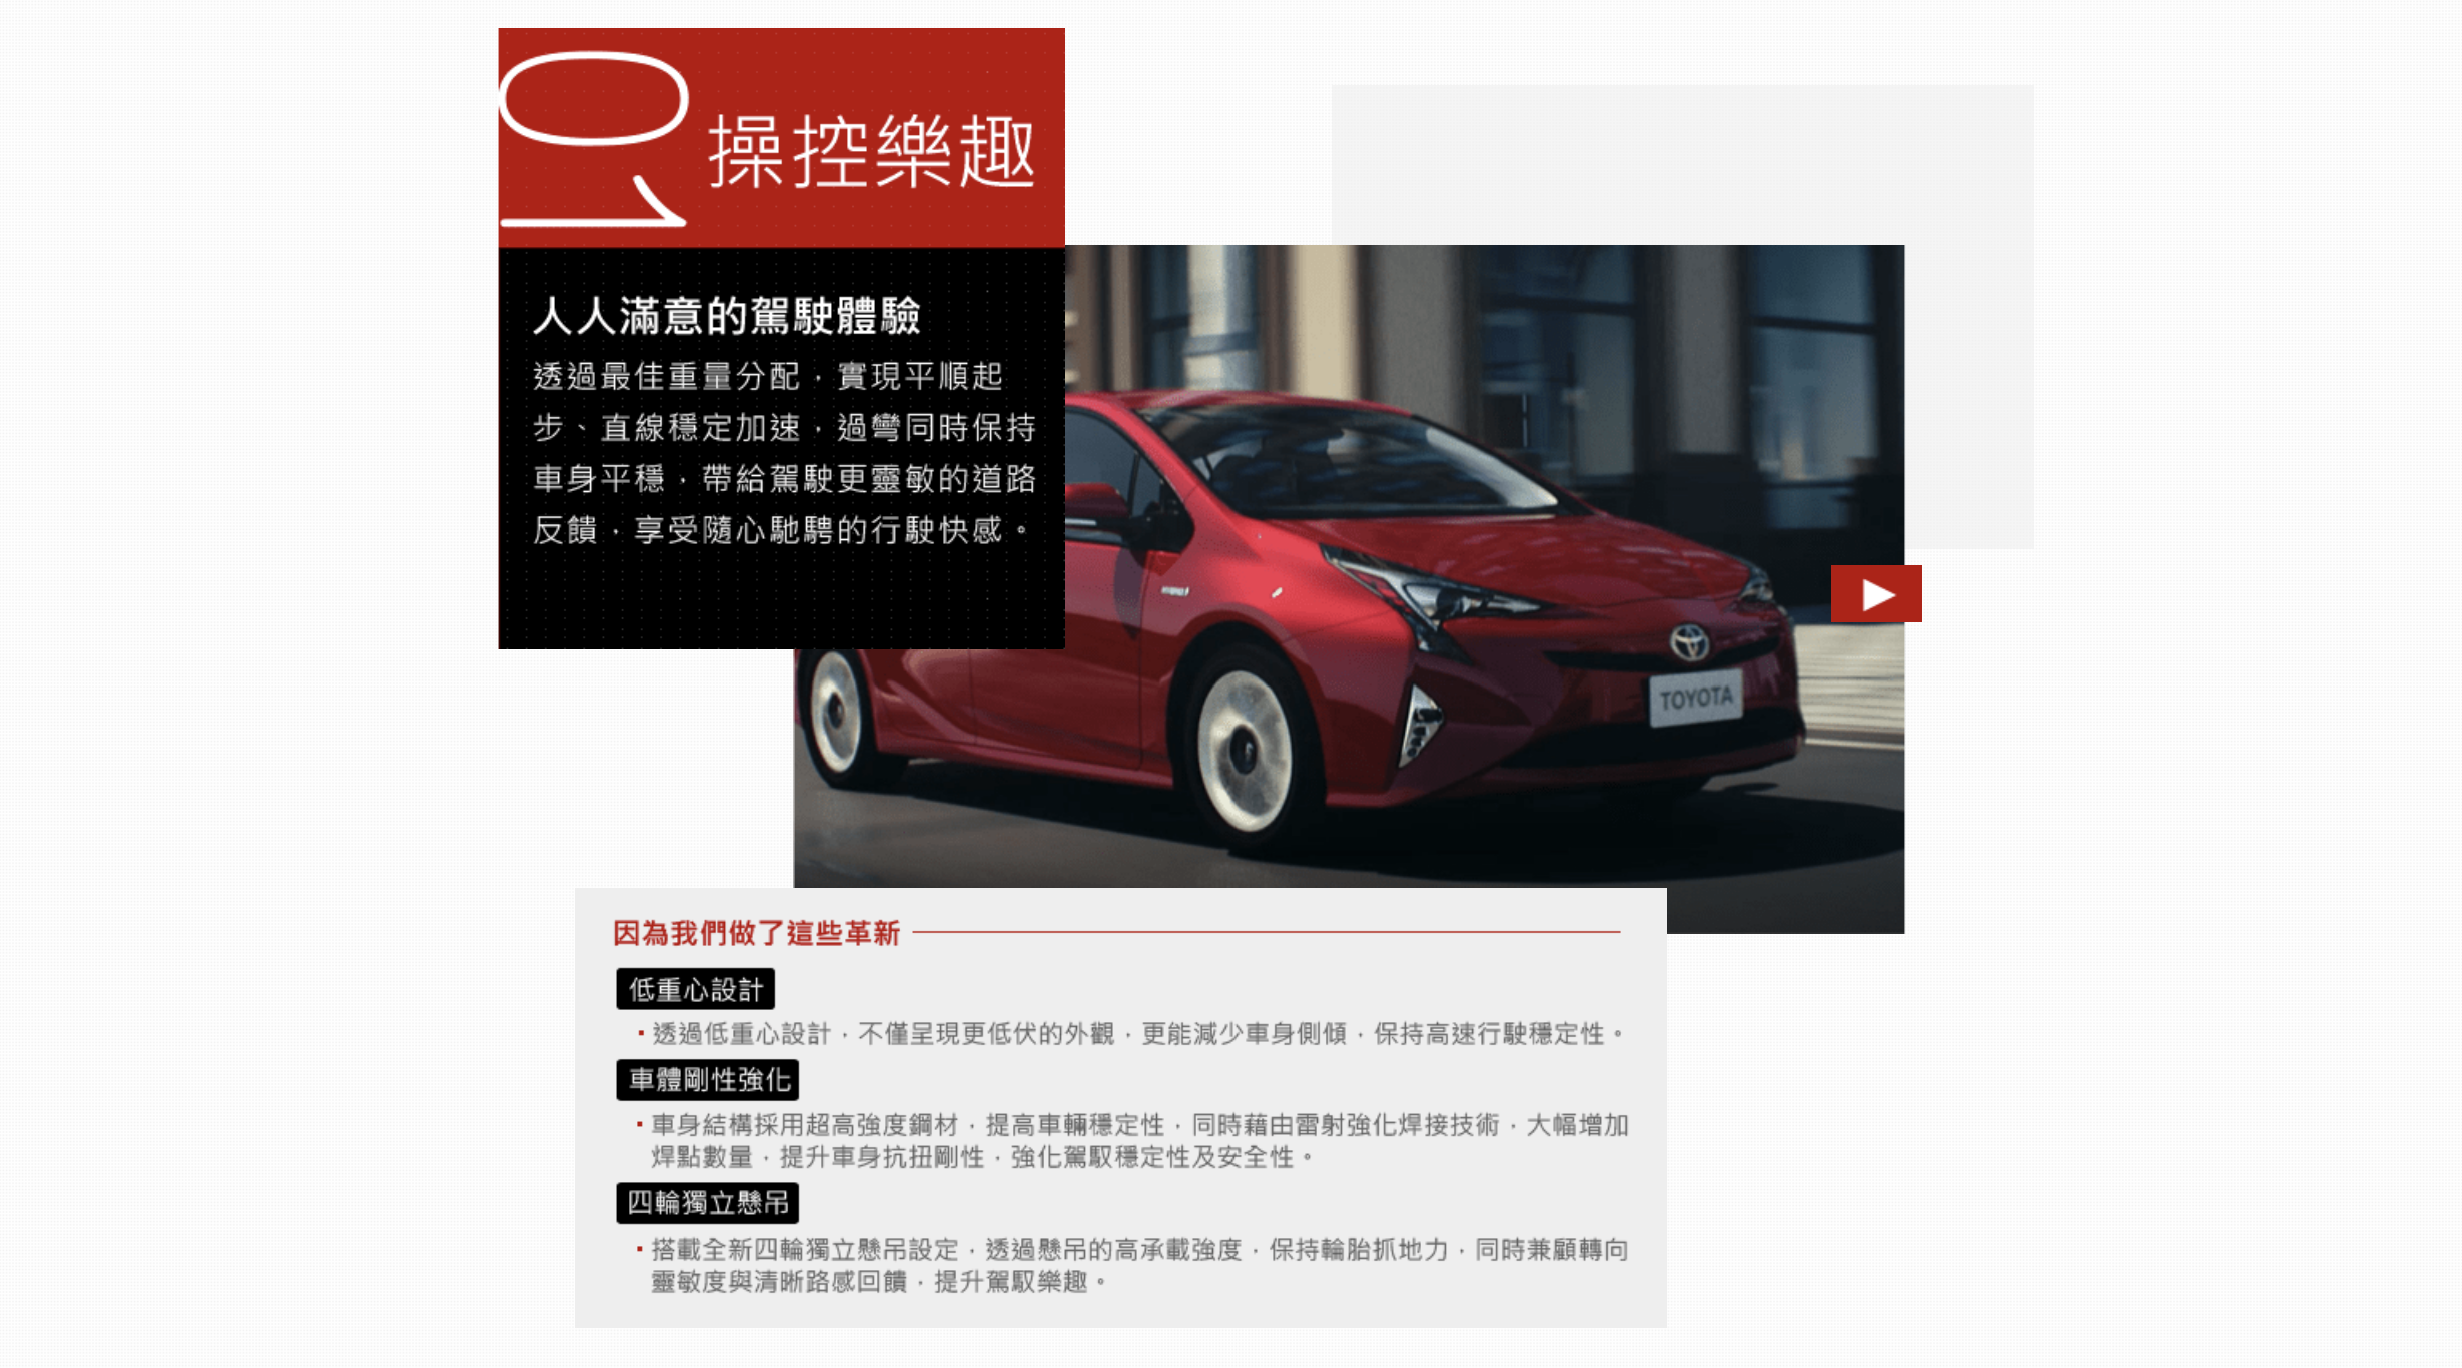 01 操控樂趣
人人滿意的駕駛體驗
透過最佳重量分配，實現平順起
步、直線穩定加速，過彎同時保持
車身平穩，帶給駕駛更靈敏的道路
反饋，享受隨心馳騁的行駛快感。
TOYOTA
因為我們做了這些革新
低重心設計
▪透過低重心設計，不僅呈現更低伏的外觀，更能減少車身側傾，保持高速行駛穩定性。
車體剛性強化
▪車身結構採用超高強度鋼材，提高車輛穩定性，同時藉由雷射強化焊接技術，大幅增加
焊點數量，提升車身抗扭剛性，強化駕馭穩定性及安全性。
四輪獨立懸吊
▪搭載全新四輪獨立懸吊設定，透過懸吊的高承載強度，保持輪胎抓地力，同時兼顧轉向
靈敏度與清晰路感回饋，提升駕馭樂趣。